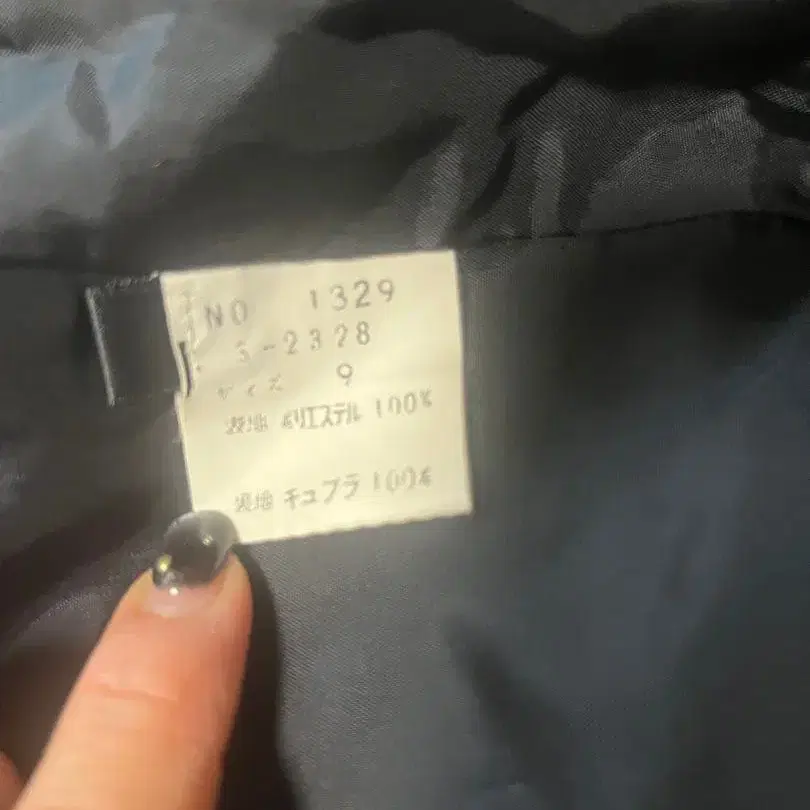 NO 1329
S-2328
サイズ 9
表地 ポリエステル 100%
裏地 キュプラ 100%